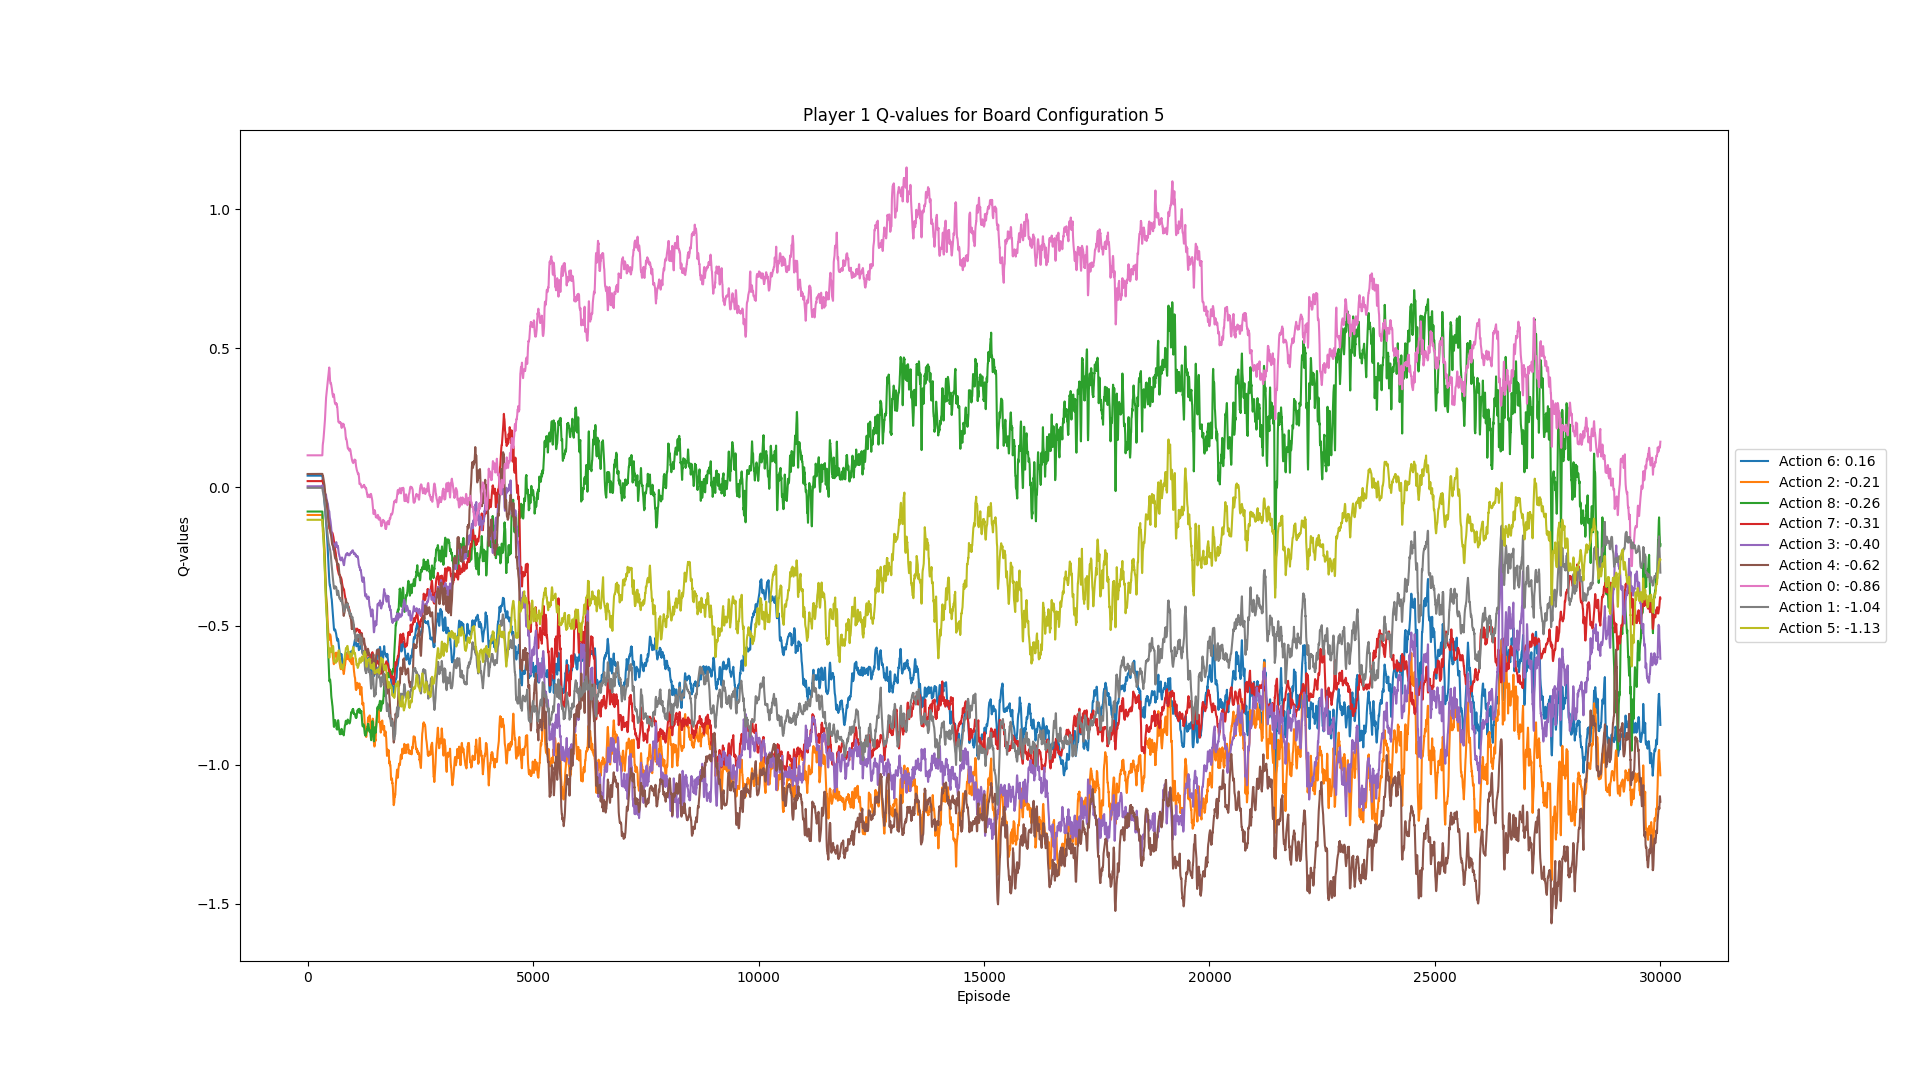 Player 1 Q-values for Board Configuration 5
Q-values
1.0
0.5
0.0
−0.5
−1.0
−1.5
0
5000
10000
15000
20000
25000
30000
Episode
Action 6: 0.16
Action 2: -0.21
Action 8: -0.26
Action 7: -0.31
Action 3: -0.40
Action 4: -0.62
Action 0: -0.86
Action 1: -1.04
Action 5: -1.13